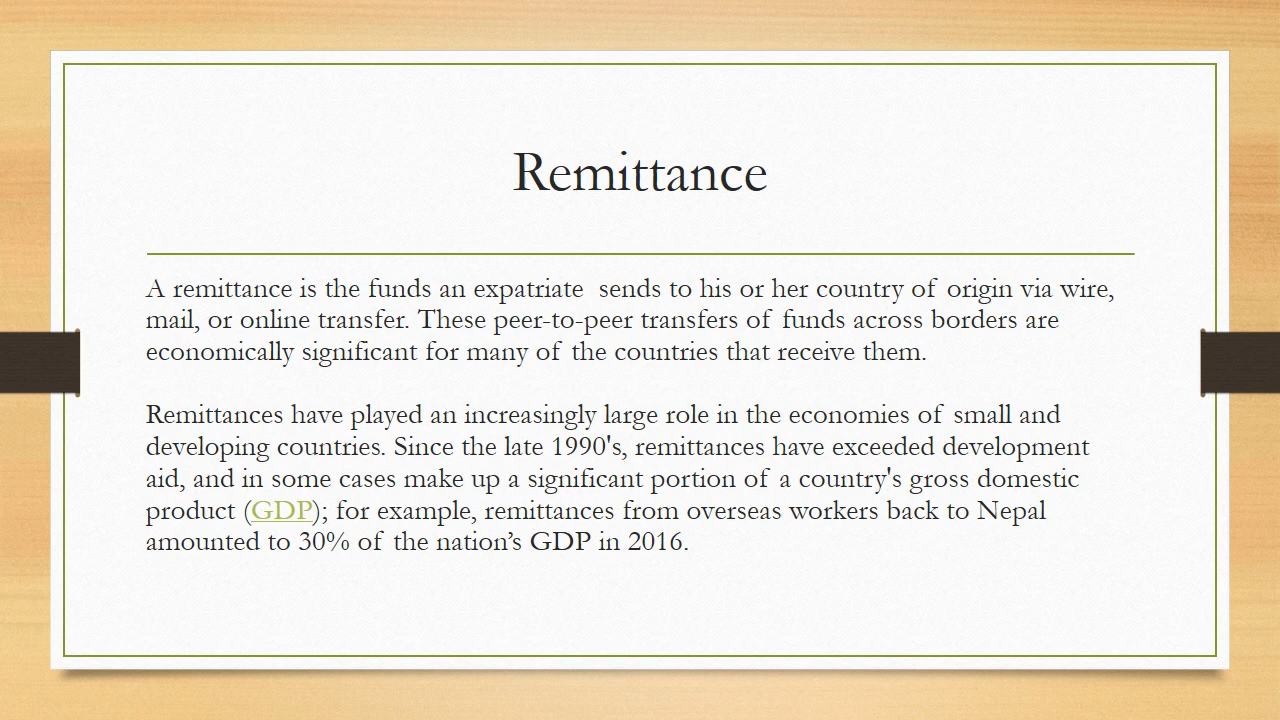 Remittance
A remittance is the funds an expatriate  sends to his or her country of origin via wire,
mail, or online transfer. These peer-to-peer transfers of funds across borders are
economically significant for many of the countries that receive them.
Remittances have played an increasingly large role in the economies of small and
developing countries. Since the late 1990's, remittances have exceeded development
aid, and in some cases make up a significant portion of a country's gross domestic
product (GDP); for example, remittances from overseas workers back to Nepal
amounted to 30% of the nation’s GDP in 2016.